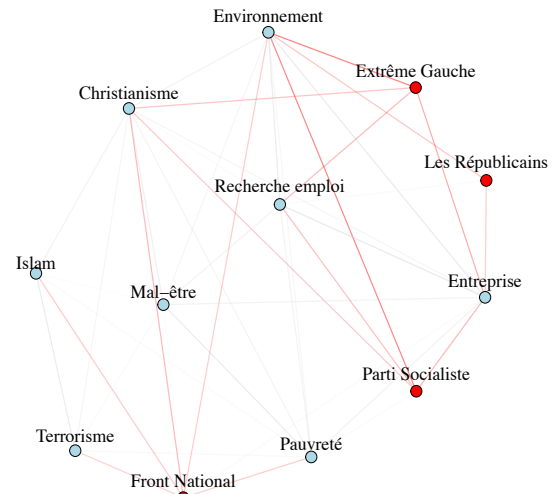 Environnement
Extrême Gauche
Christianisme
Les Républicains
Recherche emploi
Islam
Entreprise
Mal−être
Parti Socialiste
Terrorisme
Pauvreté
Front National